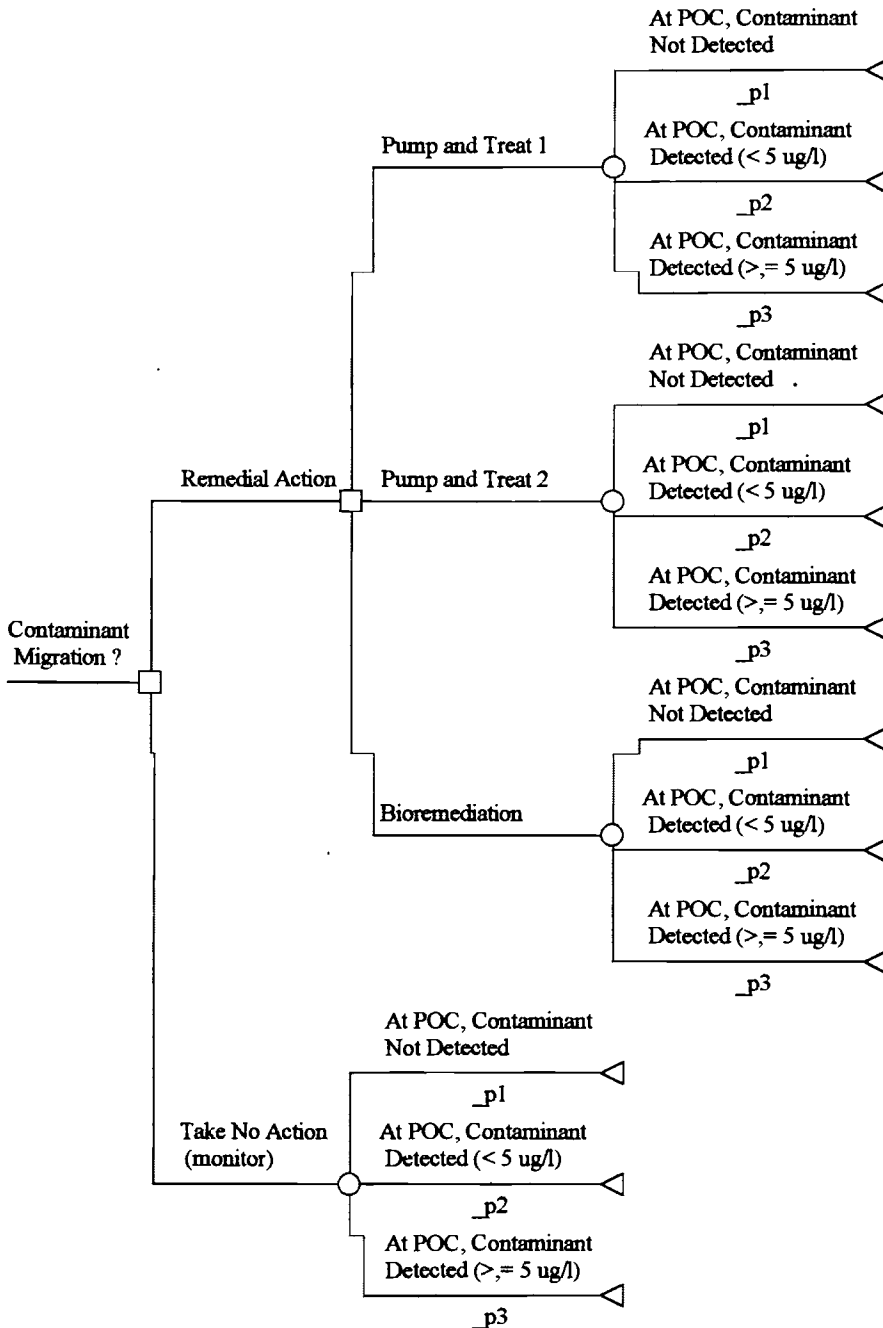 At POC, Contaminant
Not Detected
_p1
At POC, Contaminant
Detected (< 5 ug/l)
_p2
At POC, Contaminant
Detected (>,= 5 ug/l)
_p3
Pump and Treat 1
At POC, Contaminant
Not Detected
_p1
At POC, Contaminant
Detected (< 5 ug/l)
_p2
At POC, Contaminant
Detected (>,= 5 ug/l)
_p3
Remedial Action
Pump and Treat 2
At POC, Contaminant
Not Detected
_p1
At POC, Contaminant
Detected (< 5 ug/l)
_p2
At POC, Contaminant
Detected (>,= 5 ug/l)
_p3
Contaminant
Migration ?
Bioremediation
At POC, Contaminant
Not Detected
_p1
Take No Action
(monitor)
At POC, Contaminant
Detected (< 5 ug/l)
_p2
At POC, Contaminant
Detected (>,= 5 ug/l)
_p3